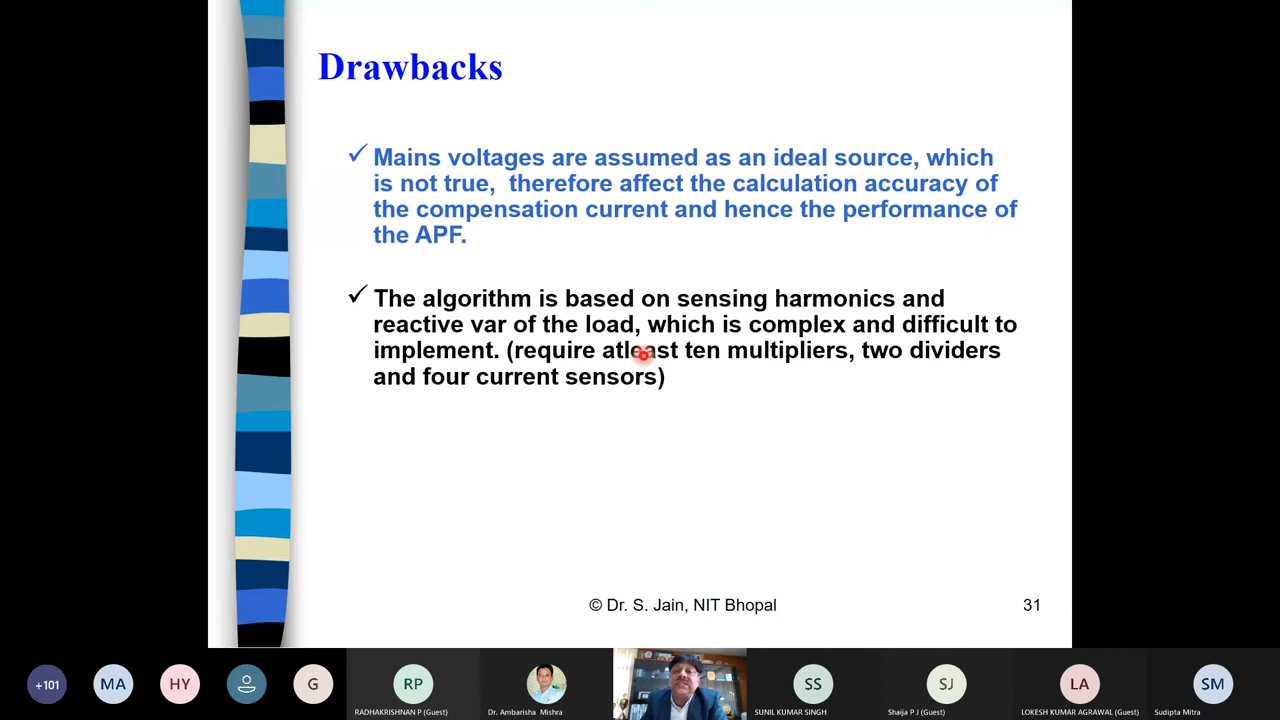 Drawbacks
✓ Mains voltages are assumed as an ideal source, which
is not true, therefore affect the calculation accuracy of
the compensation current and hence the performance of
the APF.
✓ The algorithm is based on sensing harmonics and
reactive var of the load, which is complex and difficult to
implement. (require atleast ten multipliers, two dividers
and four current sensors)
© Dr. S. Jain, NIT Bhopal
31
+101
MA
HY
G
RP
SS
SJ
LA
SM
RADHAKRISHNAN P (Guest)
Dr. Ambarisha Mishra
SUNIL KUMAR SINGH
Shaija P J (Guest)
LOKESH KUMAR AGRAWAL (Guest)
Sudipta Mitra